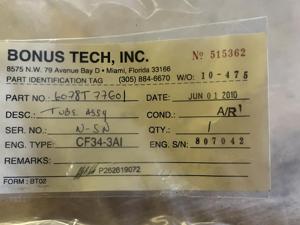 BONUS TECH, INC. Nº 515362
8575 N.W. 79 Avenue Bay D • Miami, Florida 33166
PART IDENTIFICATION TAG (305) 884-6670 W/O: 10-475
PART NO.: 6078T77G01 DATE: JUN 01 2010
DESC.: TUBE ASSY COND.: A/R
SER. NO.: N-SN QTY.: 1
ENG. TYPE: CF34-3A1 ENG. S/N: 807042
REMARKS:
P262619072
FORM: BT02